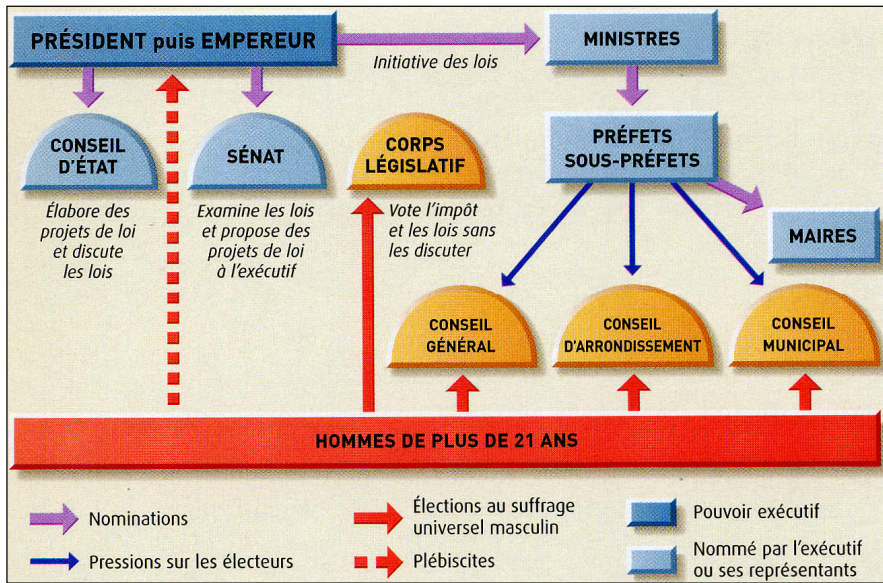 PRÉSIDENT puis EMPEREUR
Initiative des lois
MINISTRES
CONSEIL
D'ÉTAT
SÉNAT
CORPS
LÉGISLATIF
PRÉFETS
SOUS-PRÉFETS
Élabore des
projets de loi
et discute
les lois
Examine les lois
et propose des
projets de loi
à l'exécutif
Vote l'impôt
et les lois sans
les discuter
MAIRES
CONSEIL
GÉNÉRAL
CONSEIL
D'ARRONDISSEMENT
CONSEIL
MUNICIPAL
HOMMES DE PLUS DE 21 ANS
Nominations
Pressions sur les électeurs
Élections au suffrage
universel masculin
Plébiscites
Pouvoir exécutif
Nommé par l'exécutif
ou ses représentants